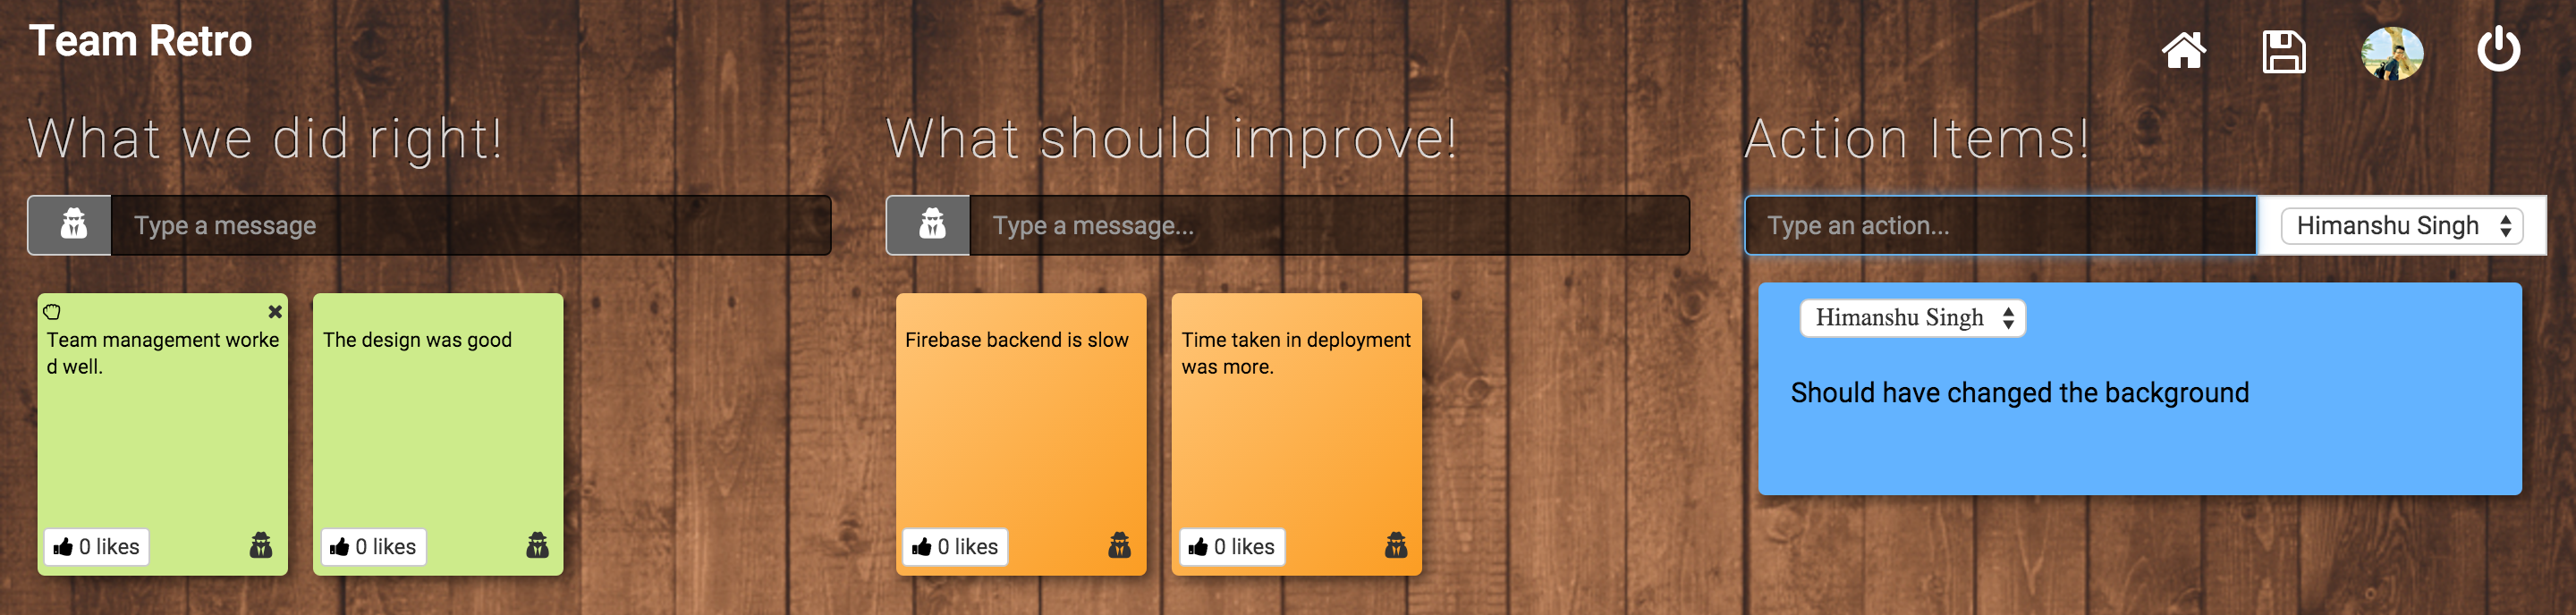 Team Retro
What we did right!
What should improve!
Action Items!
Type a message
Type a message...
Type an action...
Himanshu Singh
Team management worke
d well.
0 likes
The design was good
0 likes
Firebase backend is slow
0 likes
Time taken in deployment
was more.
0 likes
Himanshu Singh
Should have changed the background